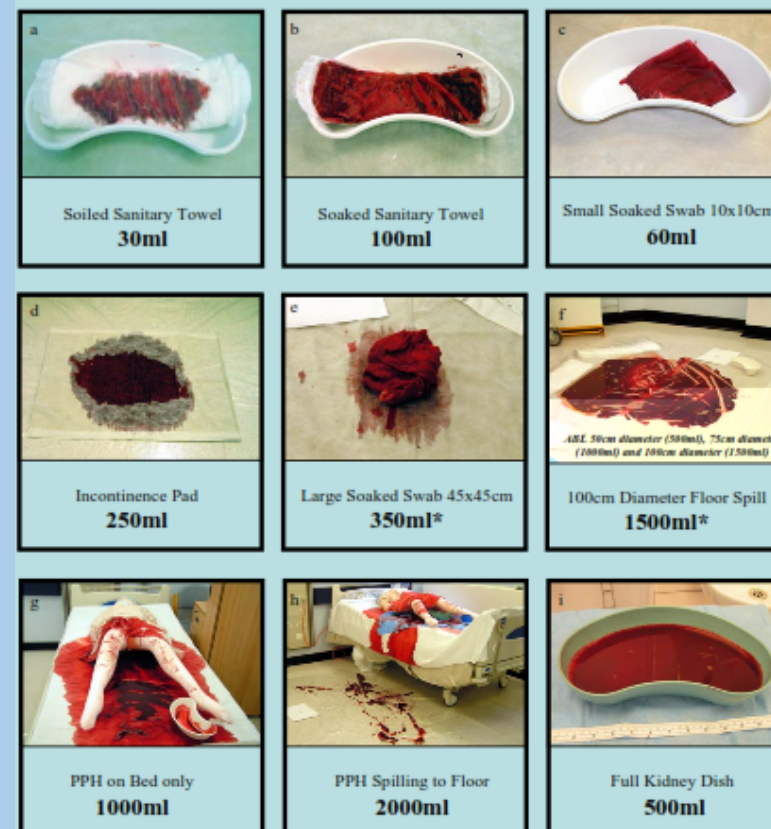 a
Soiled Sanitary Towel
30ml
b
Soaked Sanitary Towel
100ml
c
Small Soaked Swab 10x10cm
60ml
d
Incontinence Pad
250ml
e
Large Soaked Swab 45x45cm
350ml*
f
ABL 50cm diameter (500ml), 75cm diamet
(1000ml) and 100cm diameter (1500ml)
100cm Diameter Floor Spill
1500ml*
g
PPH on Bed only
1000ml
h
PPH Spilling to Floor
2000ml
i
Full Kidney Dish
500ml